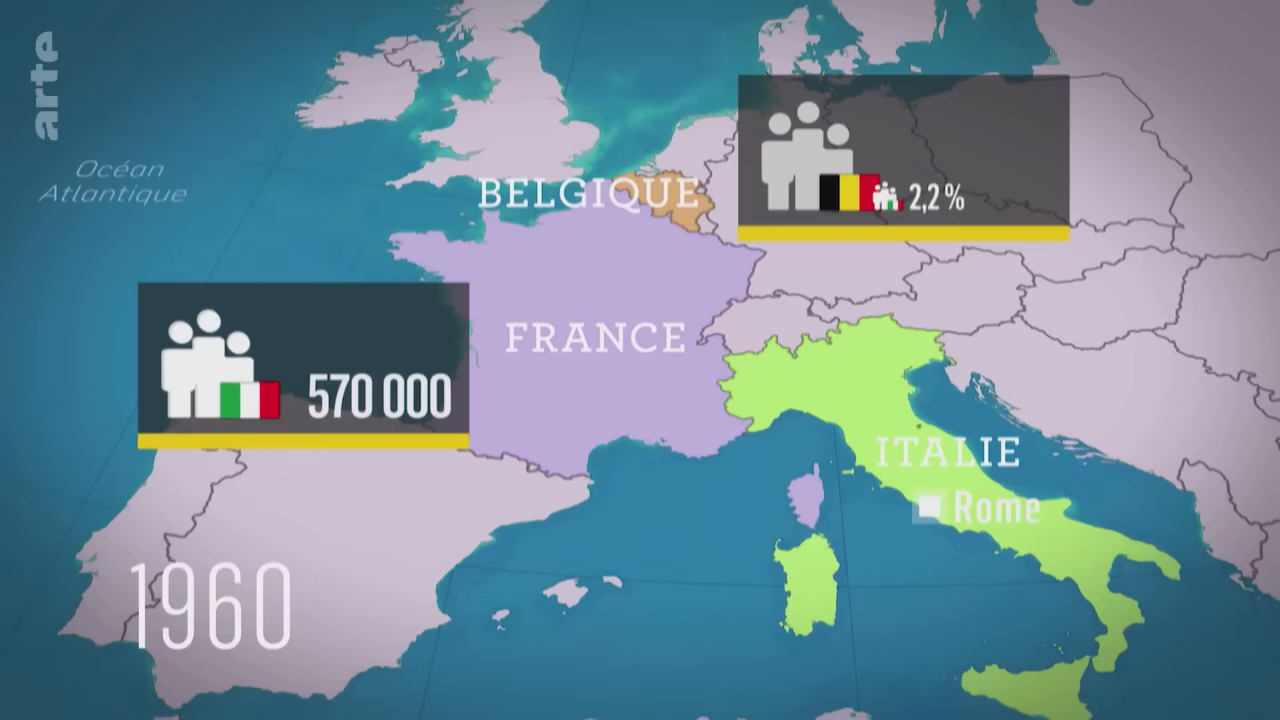 arte
Océan
Atlantique
BELGIQUE
2,2 %
FRANCE
570 000
ITALIE
Rome
1960